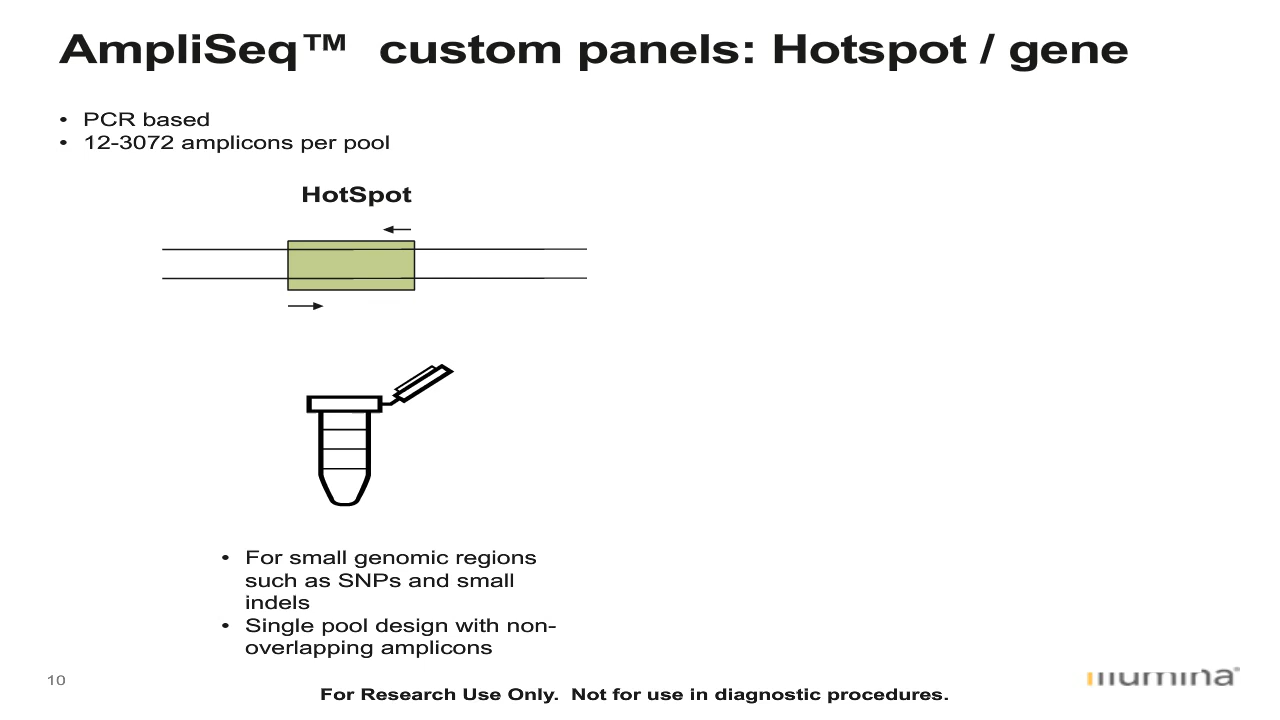 AmpliSeq™ custom panels: Hotspot / gene
• PCR based
• 12-3072 amplicons per pool
HotSpot
• For small genomic regions
such as SNPs and small
indels
• Single pool design with non-
overlapping amplicons
10
For Research Use Only. Not for use in diagnostic procedures.
illumina®